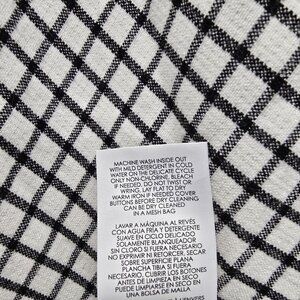 MACHINE WASH INSIDE OUT
WITH MILD DETERGENT IN COLD
WATER ON THE DELICATE CYCLE
ONLY NON-CHLORINE, BLEACH
IF NEEDED. DO NOT TWIST OR
WRING. LAY FLAT TO DRY
WARM IRON IF NEEDED COVER
BUTTONS BEFORE DRY CLEANING
CAN BE DRY CLEANED
IN A MESH BAG
LAVAR A MÁQUINA AL REVÉS
CON AGUA FRIA Y DETERGENTE
SUAVE EN CICLO DELICADO
SOLAMENTE BLANQUEADOR
SIN CLORO SI FUERA NECESARIO
NO EXPRIMIR NI RETORCER, SECAR
SOBRE SUPERFICIE PLANA
PLANCHA TIBIA SI FUERA
NECESARIO, CUBRIR LOS BOTONES
ANTES DE LIMPIEZA EN SECO
PUEDE LIMPIARSE EN SECO EN
UNA BOLSA DE MALLA